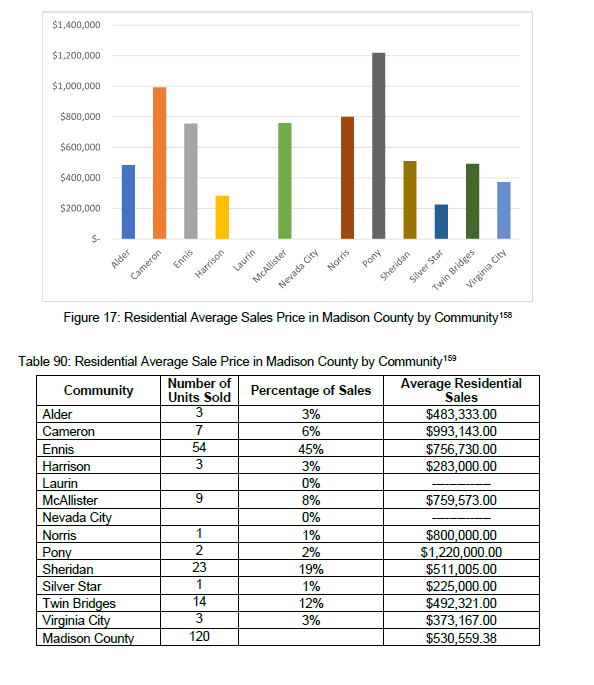 $1,400,000
$1,200,000
$1,000,000
$800,000
$600,000
$400,000
$200,000
$-
Alder
Cameron
Ennis
Harrison
Laurin
McAllister
Nevada City
Norris
Pony
Sheridan
Silver Star
Twin Bridges
Virginia City
Figure 17: Residential Average Sales Price in Madison County by Community158
Table 90: Residential Average Sale Price in Madison County by Community159
Community Number of Units Sold Percentage of Sales Average Residential Sales
Alder 3 3% $483,333.00
Cameron 7 6% $993,143.00
Ennis 54 45% $756,730.00
Harrison 3 3% $283,000.00
Laurin 0% ----------------
McAllister 9 8% $759,573.00
Nevada City 0% ----------------
Norris 1 1% $800,000.00
Pony 2 2% $1,220,000.00
Sheridan 23 19% $511,005.00
Silver Star 1 1% $225,000.00
Twin Bridges 14 12% $492,321.00
Virginia City 3 3% $373,167.00
Madison County 120 $530,559.38